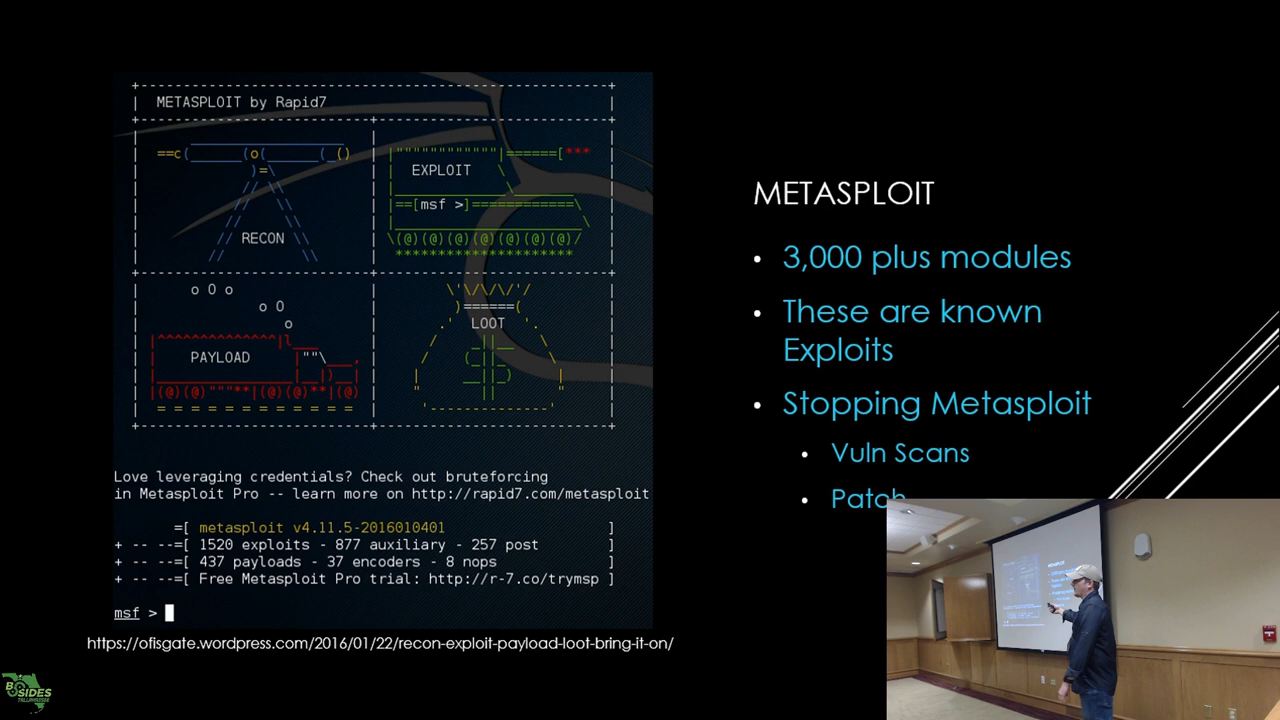 METASPLOIT by Rapid7
RECON
EXPLOIT
msf >
PAYLOAD
LOOT
Love leveraging credentials? Check out bruteforcing
in Metasploit Pro -- learn more on http://rapid7.com/metasploit
=[ metasploit v4.11.5-2016010401 ]
+ -- --=[ 1520 exploits - 877 auxiliary - 257 post ]
+ -- --=[ 437 payloads - 37 encoders - 8 nops ]
+ -- --=[ Free Metasploit Pro trial: http://r-7.co/trymsp ]
msf >
https://ofisgate.wordpress.com/2016/01/22/recon-exploit-payload-loot-bring-it-on/
METASPLOIT
• 3,000 plus modules
• These are known
Exploits
• Stopping Metasploit
• Vuln Scans
• Patch
BSIDES
TALLAHASSEE